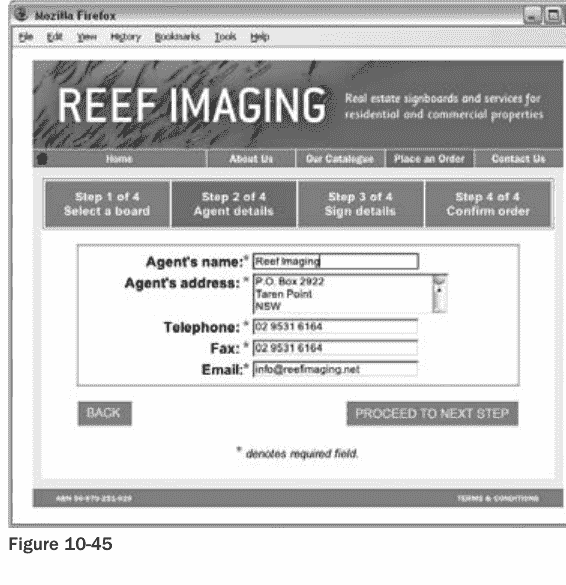 Mozilla Firefox
File Edit View History Bookmarks Tools Help
REEF IMAGING
Real estate signboards and services for
residential and commercial properties
Home About Us Our Catalogue Place an Order Contact Us
Step 1 of 4 Step 2 of 4 Step 3 of 4 Step 4 of 4
Select a board Agent details Sign details Confirm order
Agent's name:* Reef Imaging
Agent's address: * P.O. Box 2922
Taren Point
NSW
Telephone: * 02 9531 6164
Fax: * 02 9531 6164
Email:* info@reefimaging.net
BACK PROCEED TO NEXT STEP
* denotes required field.
ABN TERMS & CONDITIONS
Figure 10-45